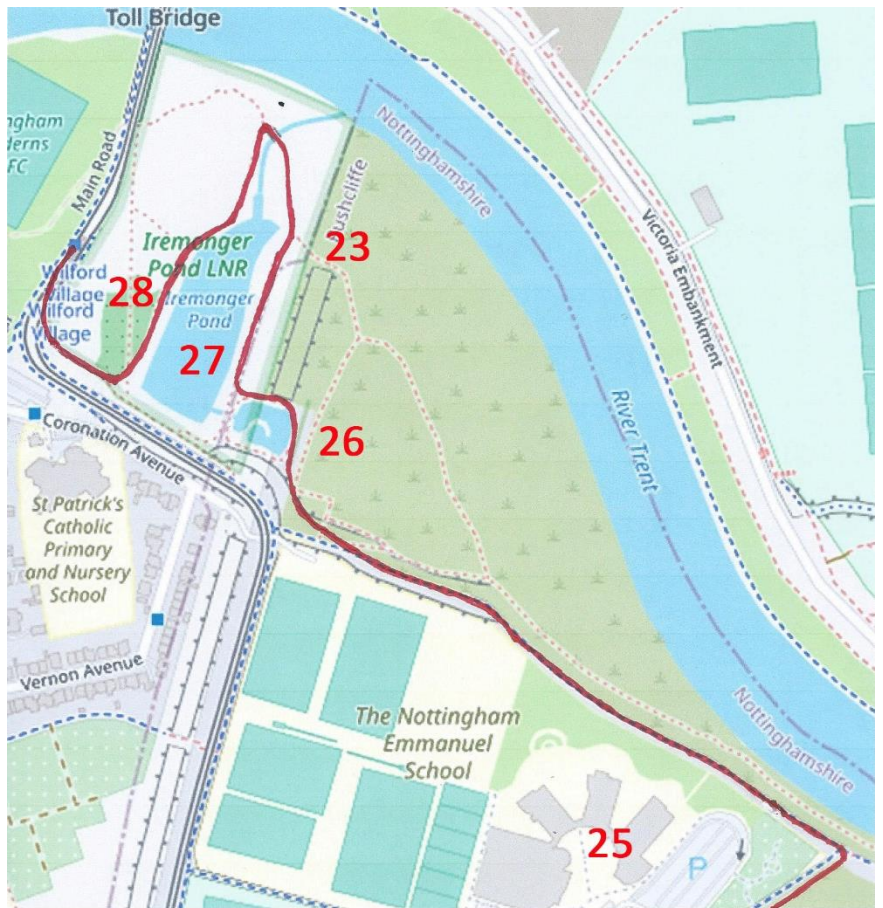 Toll Bridge
ngham
derns
FC
Main Road
Nottinghamshire
ushcliffe
Victoria Embankment
23
Iremonger
Pond LNR
Wilford
Village
28
Wilford
Village
Iremonger
Pond
27
River Trent
Coronation Avenue
26
St Patrick's
Catholic
Primary
and Nursery
School
Vernon Avenue
Nottinghamshire
The Nottingham
Emmanuel
School
25
P